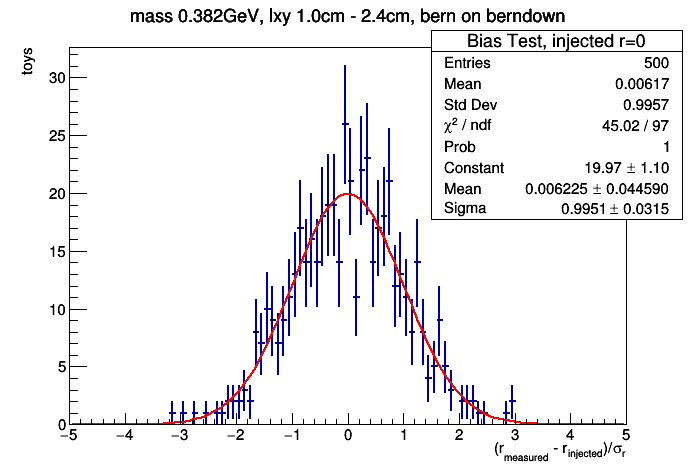 mass 0.382GeV, lxy 1.0cm - 2.4cm, bern on berndown
Bias Test, injected r=0
Entries 500
Mean 0.00617
Std Dev 0.9957
χ² / ndf 45.02 / 97
Prob 1
Constant 19.97 ± 1.10
Mean 0.006225 ± 0.044590
Sigma 0.9951 ± 0.0315
toys
30
25
20
15
10
5
0
−5 −4 −3 −2 −1 0 1 2 3 4 5
(r_measured - r_injected)/σ_r